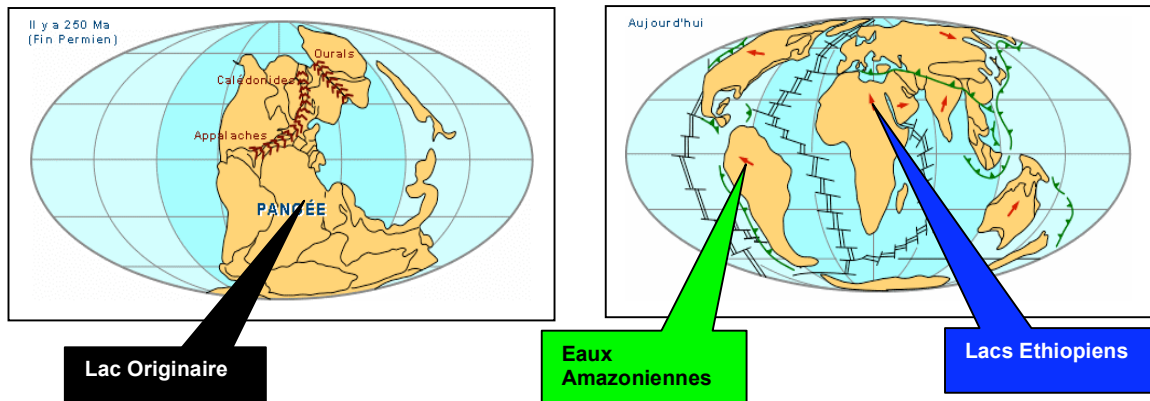 Il y a 250 Ma
(Fin Permien)
Ourals
Calédonides
Appalaches
PANGÉE
Lac Originaire
Aujourd'hui
Eaux
Amazoniennes
Lacs Ethiopiens